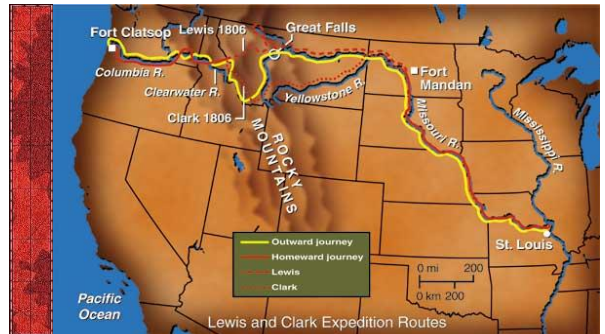 Fort Clatsop
Lewis 1806
Great Falls
Columbia R.
Clearwater R.
Clark 1806
Yellowstone R.
Fort
Mandan
Missouri R.
Mississippi R.
ROCKY
MOUNTAINS
St. Louis
Outward journey
Homeward journey
Lewis
Clark
0 mi 200
0 km 200
Pacific
Ocean
Lewis and Clark Expedition Routes